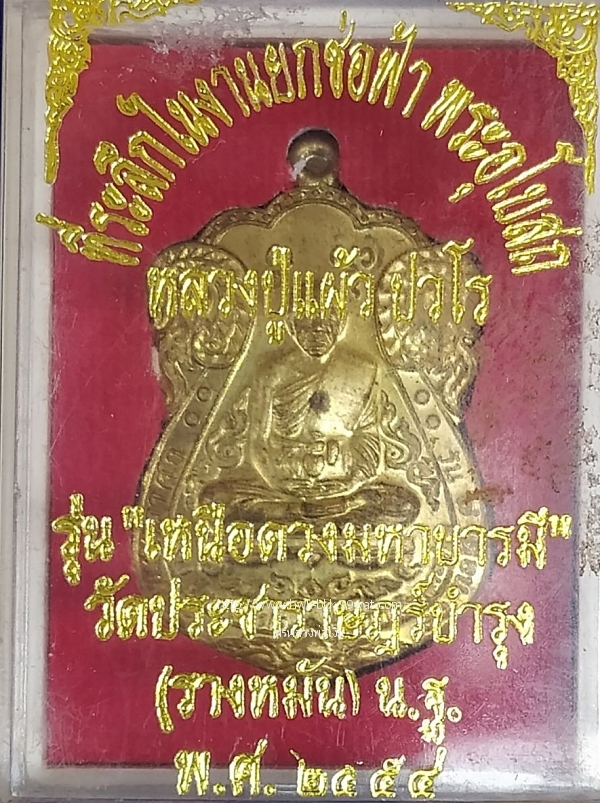 ที่ระลึกในงานยกช่อฟ้า พระอุโบสถ
หลวงปู่แผ้ว ปวโร
รุ่น "เหนือดวงมหาบารมี"
วัดประชาราษฎร์บำรุง
(รางหมัน) น.ฐ.
พ.ศ. ๒๕๕๔